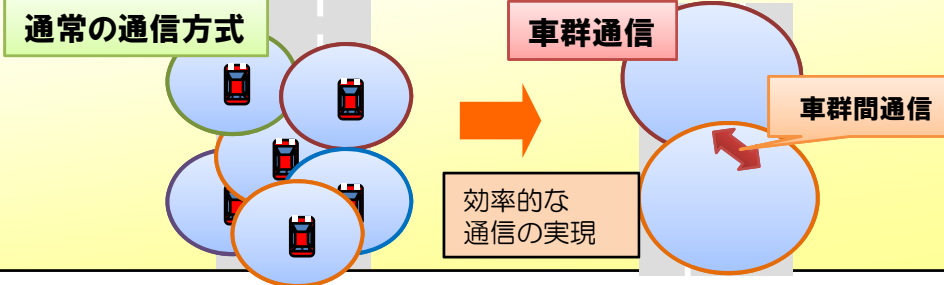 通常の通信方式
車群通信
車群間通信
効率的な
通信の実現